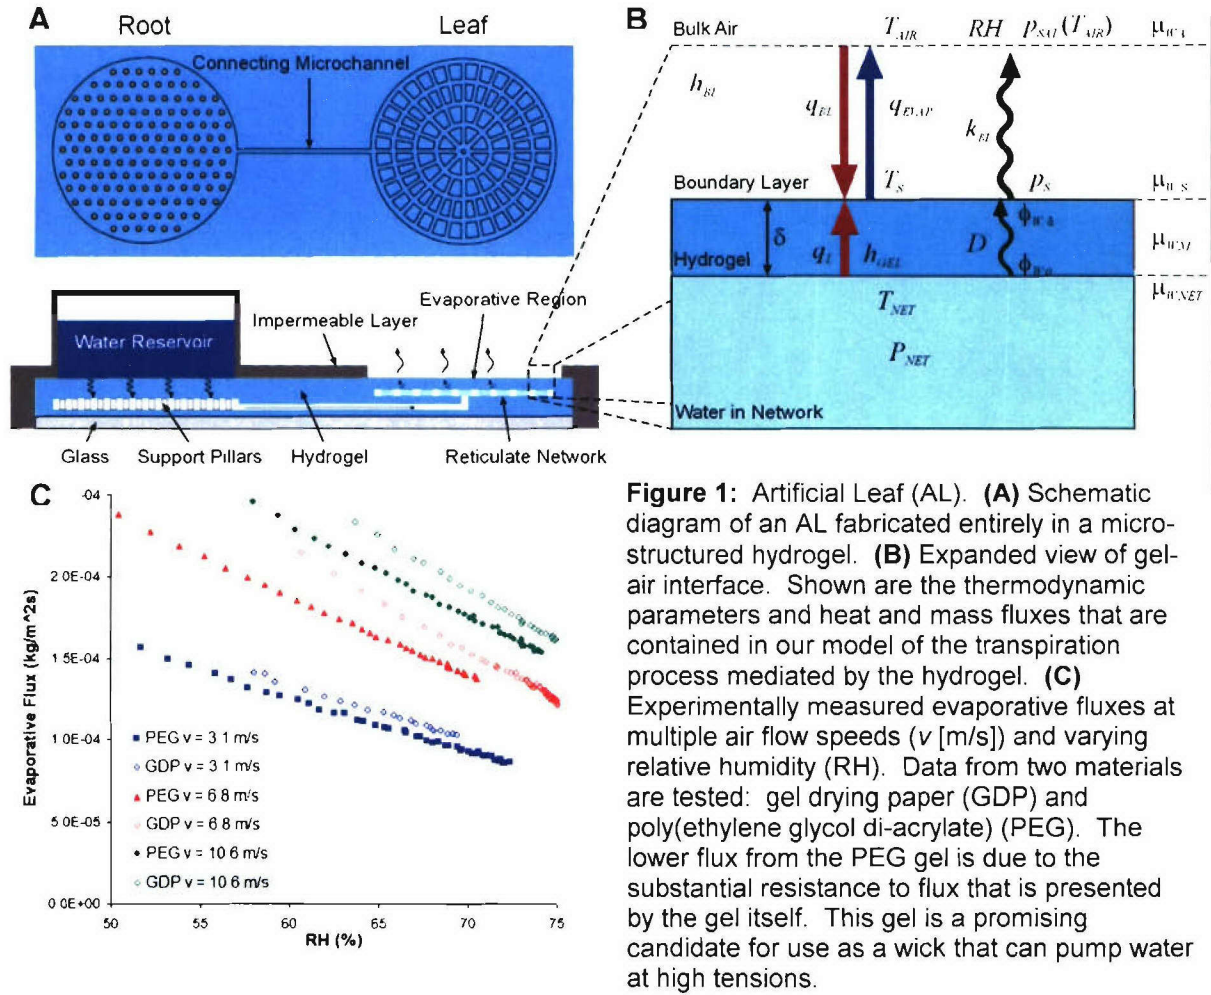 A
Root
Leaf
Connecting Microchannel
Evaporative Region
Impermeable Layer
Water Reservoir
Glass
Support Pillars
Hydrogel
Reticulate Network
B
Bulk Air
T_AIR
RH
p_SAT(T_AIR)
h_BL
q_BL
q_EVAP
k_BL
Boundary Layer
T_S
p_S
δ
Hydrogel
q_L
h_GEL
D
T_NET
μ_W,NET
P_NET
Water in Network
C
-04
2 0E-04
1 5E-04
1 0E-04
5 0E-05
0 0E+00
Evaporative Flux (kg/m^2s)
PEG v = 3 1 m/s
GDP v = 3 1 m/s
PEG v = 6 8 m/s
GDP v = 6 8 m/s
PEG v = 10 6 m/s
GDP v = 10 6 m/s
50 55 60 65 70 75
RH (%)
Figure 1: Artificial Leaf (AL). (A) Schematic
diagram of an AL fabricated entirely in a micro-
structured hydrogel. (B) Expanded view of gel-
air interface. Shown are the thermodynamic
parameters and heat and mass fluxes that are
contained in our model of the transpiration
process mediated by the hydrogel. (C)
Experimentally measured evaporative fluxes at
multiple air flow speeds (v [m/s]) and varying
relative humidity (RH). Data from two materials
are tested: gel drying paper (GDP) and
poly(ethylene glycol di-acrylate) (PEG). The
lower flux from the PEG gel is due to the
substantial resistance to flux that is presented
by the gel itself. This gel is a promising
candidate for use as a wick that can pump water
at high tensions.